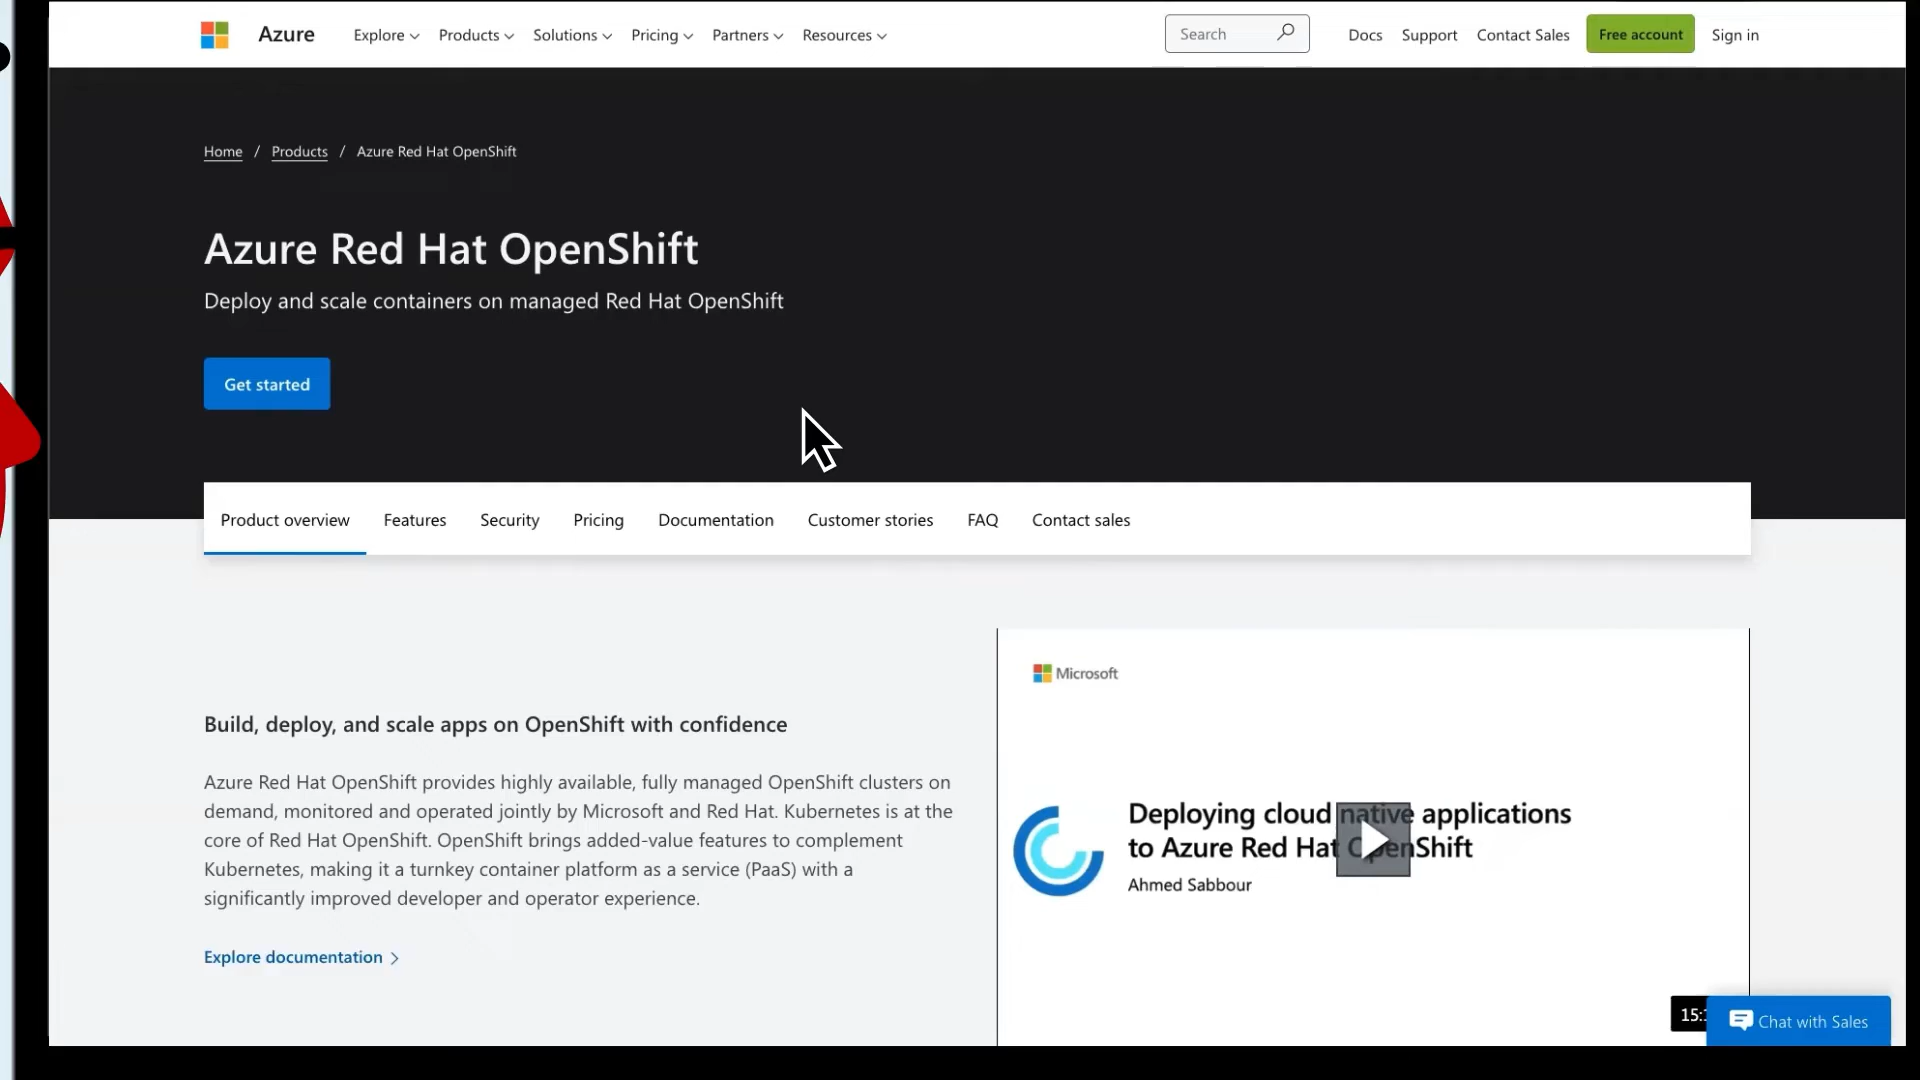 Azure Explore Products Solutions Pricing Partners Resources Search Docs Support Contact Sales Free account Sign in
Home / Products / Azure Red Hat OpenShift
Azure Red Hat OpenShift
Deploy and scale containers on managed Red Hat OpenShift
Get started
Product overview Features Security Pricing Documentation Customer stories FAQ Contact sales
Build, deploy, and scale apps on OpenShift with confidence
Azure Red Hat OpenShift provides highly available, fully managed OpenShift clusters on
demand, monitored and operated jointly by Microsoft and Red Hat. Kubernetes is at the
core of Red Hat OpenShift. OpenShift brings added-value features to complement
Kubernetes, making it a turnkey container platform as a service (PaaS) with a
significantly improved developer and operator experience.
Explore documentation
Microsoft
Deploying cloud native applications
to Azure Red Hat OpenShift
Ahmed Sabbour
Chat with Sales